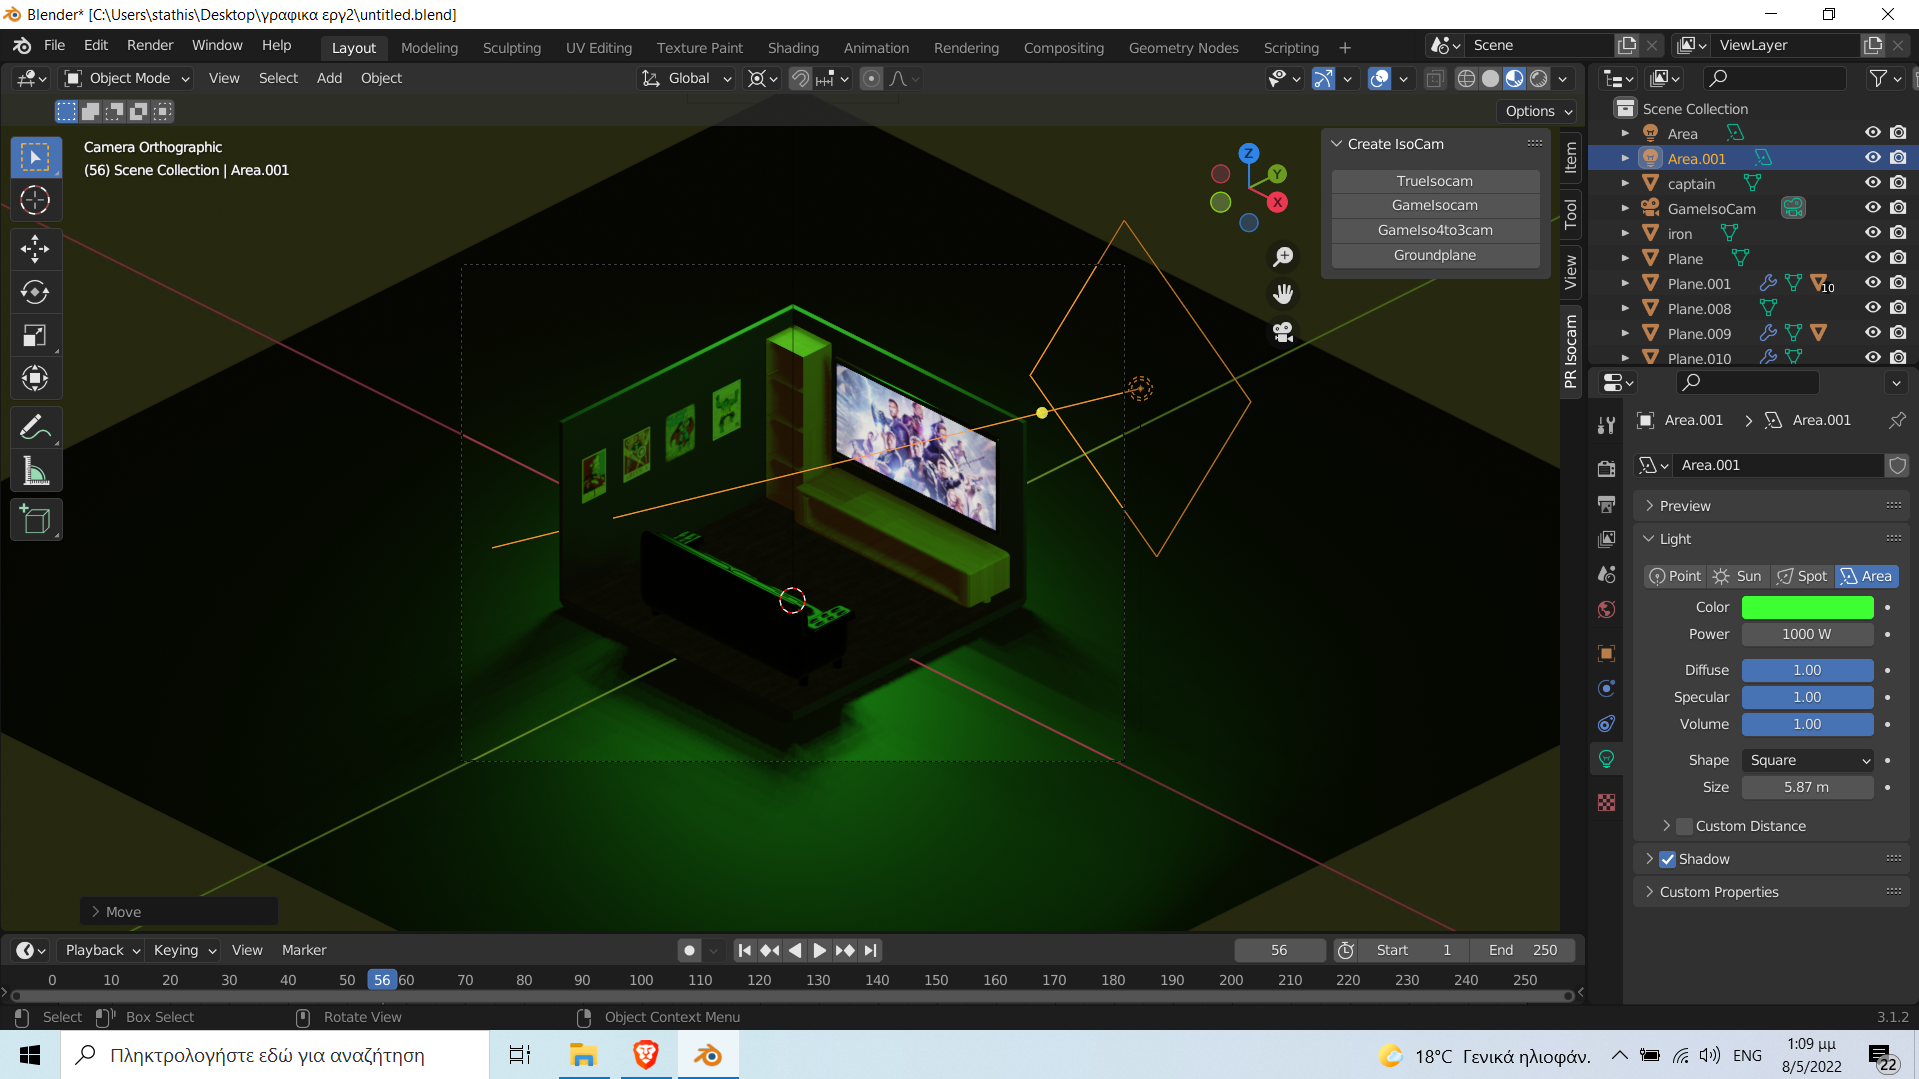 Blender* [C:\Users\stathis\Desktop\γραφικα εργ2\untitled.blend]
File Edit Render Window Help
Layout Modeling Sculpting UV Editing Texture Paint Shading Animation Rendering Compositing Geometry Nodes Scripting +
Scene
ViewLayer
Object Mode View Select Add Object
Global
Options
Camera Orthographic
(56) Scene Collection | Area.001
Z
Y
X
Create IsoCam
TrueIsocam
GameIsocam
GameIso4to3cam
Groundplane
Item
Tool
View
PR Isocam
Scene Collection
Area
Area.001
captain
GameIsoCam
iron
Plane
Plane.001 10
Plane.008
Plane.009
Plane.010
Area.001 > Area.001
Area.001
Preview
Light
Point Sun Spot Area
Color
Power 1000 W
Diffuse 1.00
Specular 1.00
Volume 1.00
Shape Square
Size 5.87 m
Custom Distance
Shadow
Custom Properties
Move
Playback Keying View Marker
56 Start 1 End 250
0 10 20 30 40 50 56 60 70 80 90 100 110 120 130 140 150 160 170 180 190 200 210 220 230 240 250
Select Box Select Rotate View Object Context Menu 3.1.2
Πληκτρολογήστε εδώ για αναζήτηση
18°C Γενικά ηλιοφάν.
ENG
1:09 μμ
8/5/2022
22